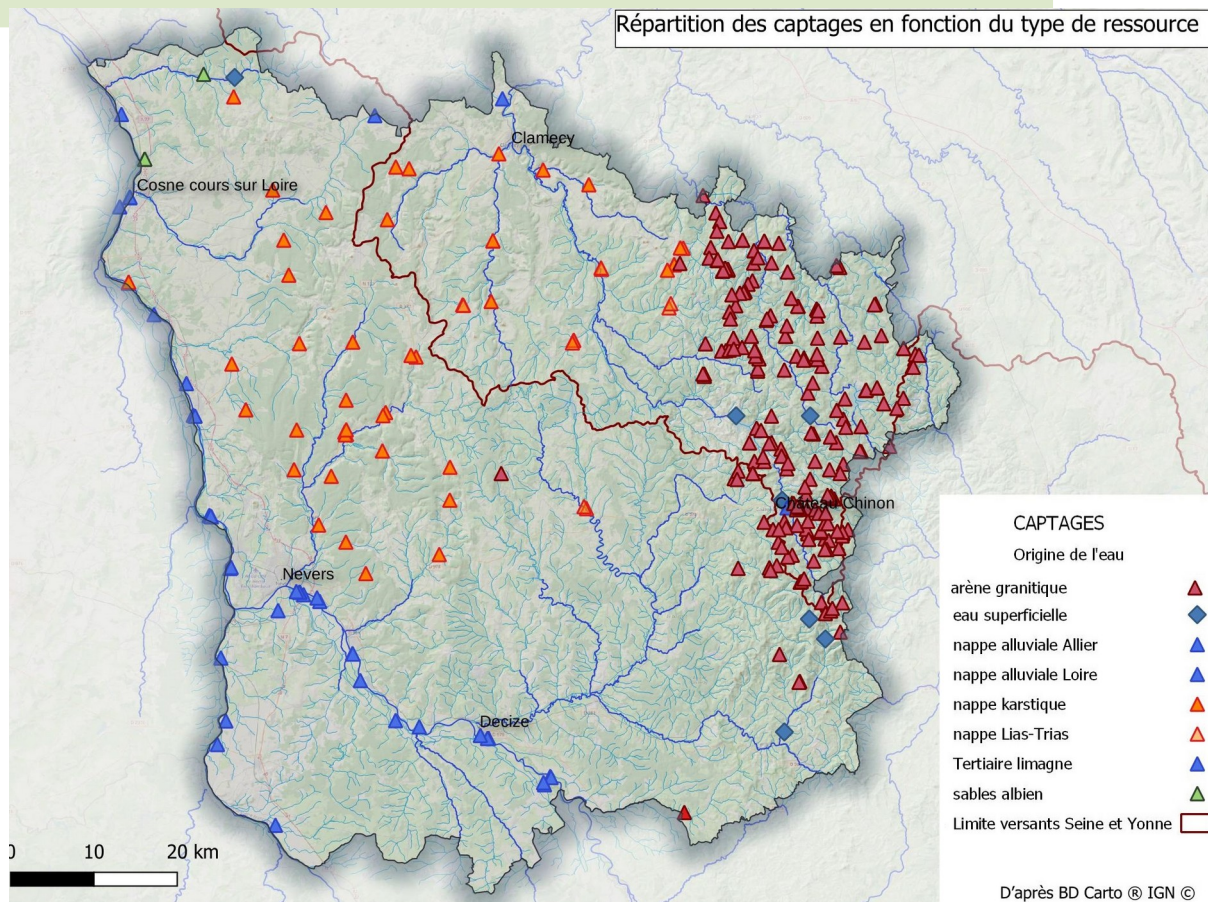 Répartition des captages en fonction du type de ressource
Clamecy
Cosne cours sur Loire
Château Chinon
Nevers
Decize
CAPTAGES
Origine de l'eau
arène granitique
eau superficielle
nappe alluviale Allier
nappe alluviale Loire
nappe karstique
nappe Lias-Trias
Tertiaire limagne
sables albien
Limite versants Seine et Yonne
0 10 20 km
D'après BD Carto ® IGN ©